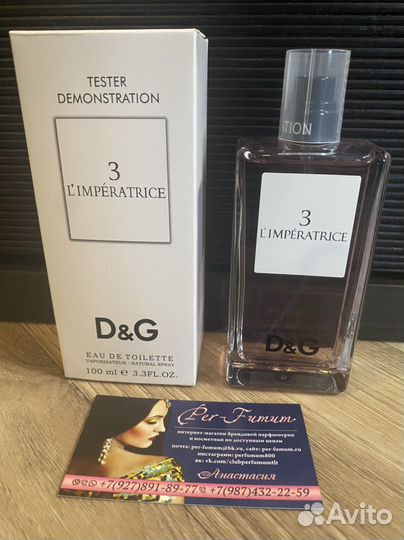 TESTER
DEMONSTRATION
3
L'IMPÉRATRICE
D&G
EAU DE TOILETTE
VAPORISATEUR - NATURAL SPRAY
100 ml e 3.3FL.OZ.
ATION
3
L'IMPÉRATRICE
D&G
Per-Fumum
интернет-магазин брендовой парфюмерии
и косметики по доступным ценам
почта: per-fumum@bk.ru, сайт: per-fumum.ru
инстаграмм: perfumum800
вк: vk.com/clubperfumumtlt
Анастасия
+7(927)891-89-77 +7(987)432-22-59
Avito